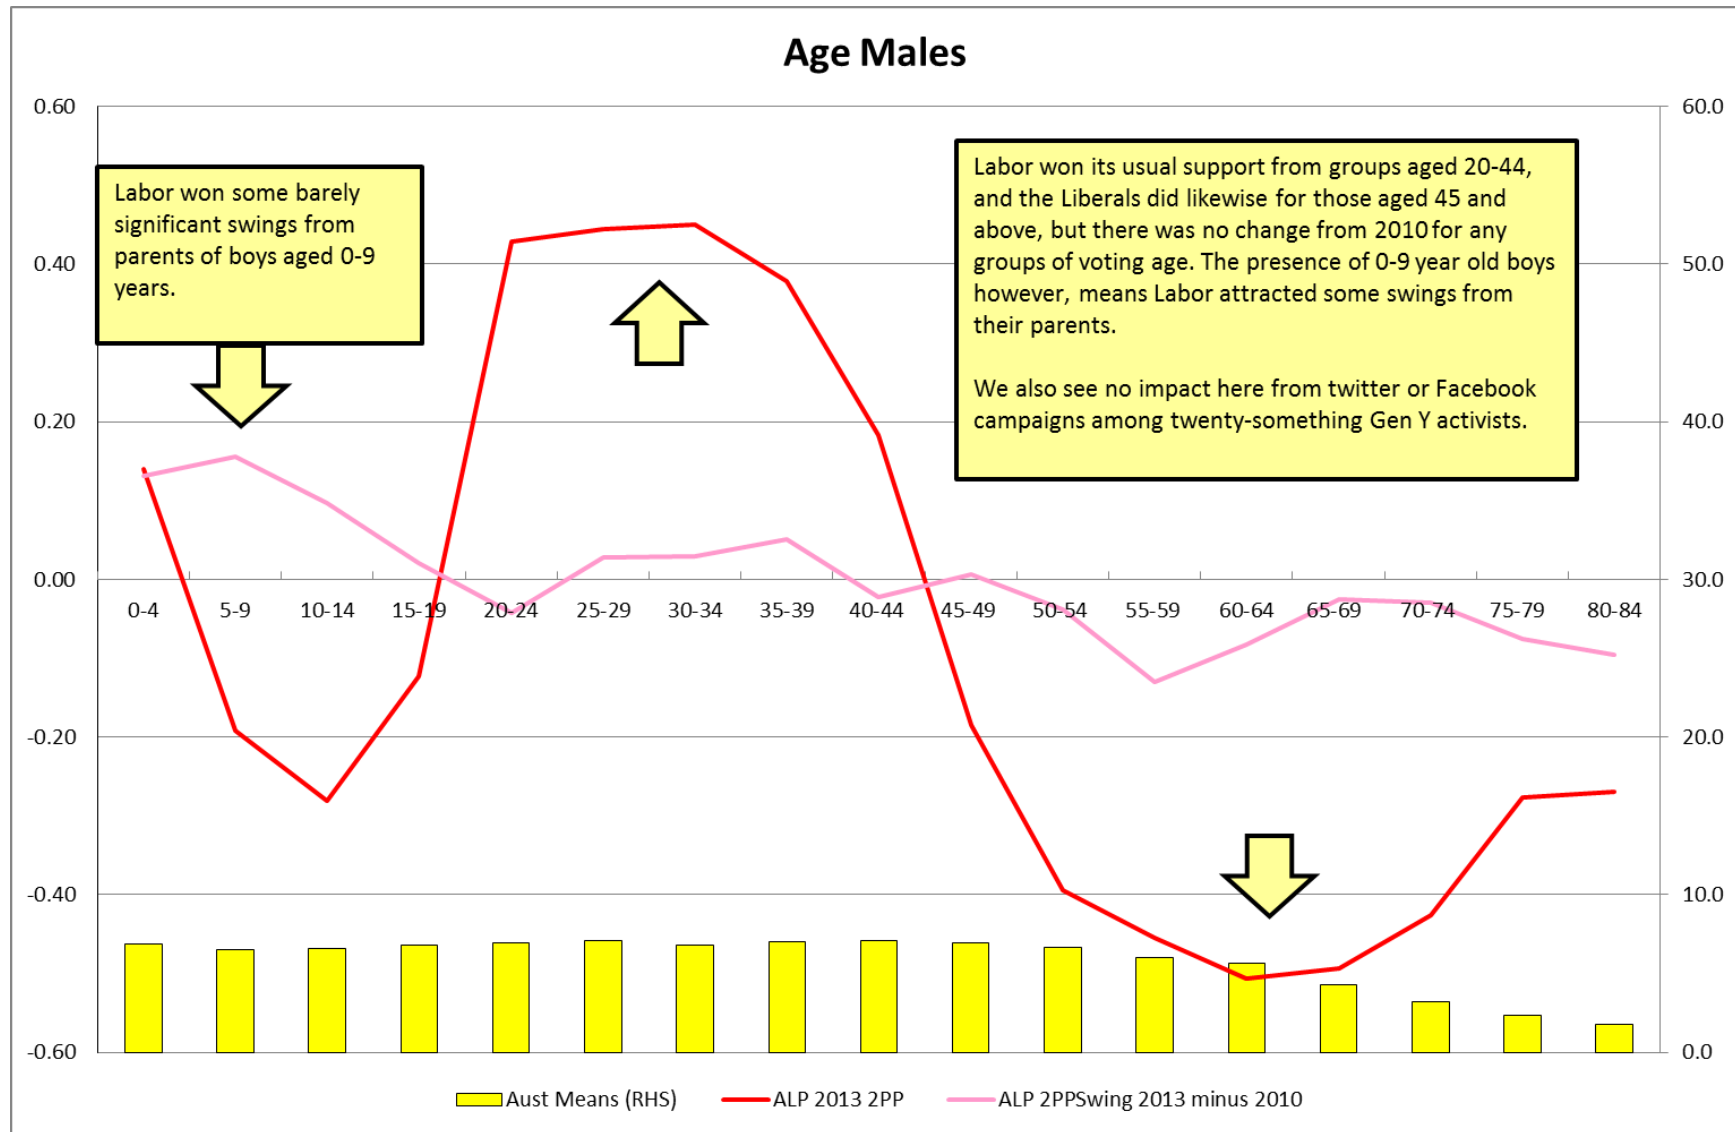 Age Males
0.60
0.40
0.20
0.00
-0.20
-0.40
-0.60
60.0
50.0
40.0
30.0
20.0
10.0
0.0
Labor won some barely
significant swings from
parents of boys aged 0-9
years.
Labor won its usual support from groups aged 20-44,
and the Liberals did likewise for those aged 45 and
above, but there was no change from 2010 for any
groups of voting age. The presence of 0-9 year old boys
however, means Labor attracted some swings from
their parents.
We also see no impact here from twitter or Facebook
campaigns among twenty-something Gen Y activists.
0-4 5-9 10-14 15-19 20-24 25-29 30-34 35-39 40-44 45-49 50-54 55-59 60-64 65-69 70-74 75-79 80-84
Aust Means (RHS) ALP 2013 2PP ALP 2PPSwing 2013 minus 2010